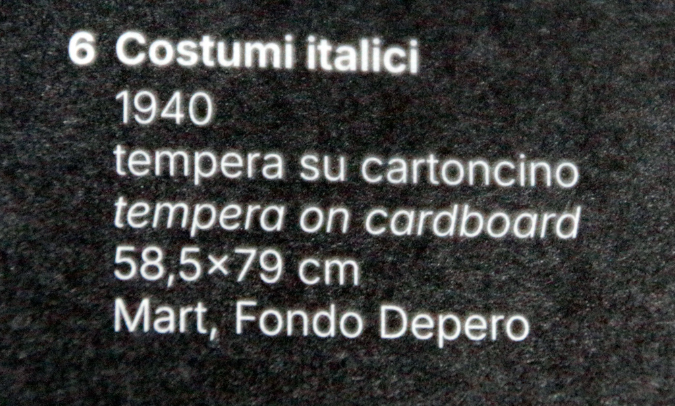 6 Costumi italici
1940
tempera su cartoncino
tempera on cardboard
58,5×79 cm
Mart, Fondo Depero